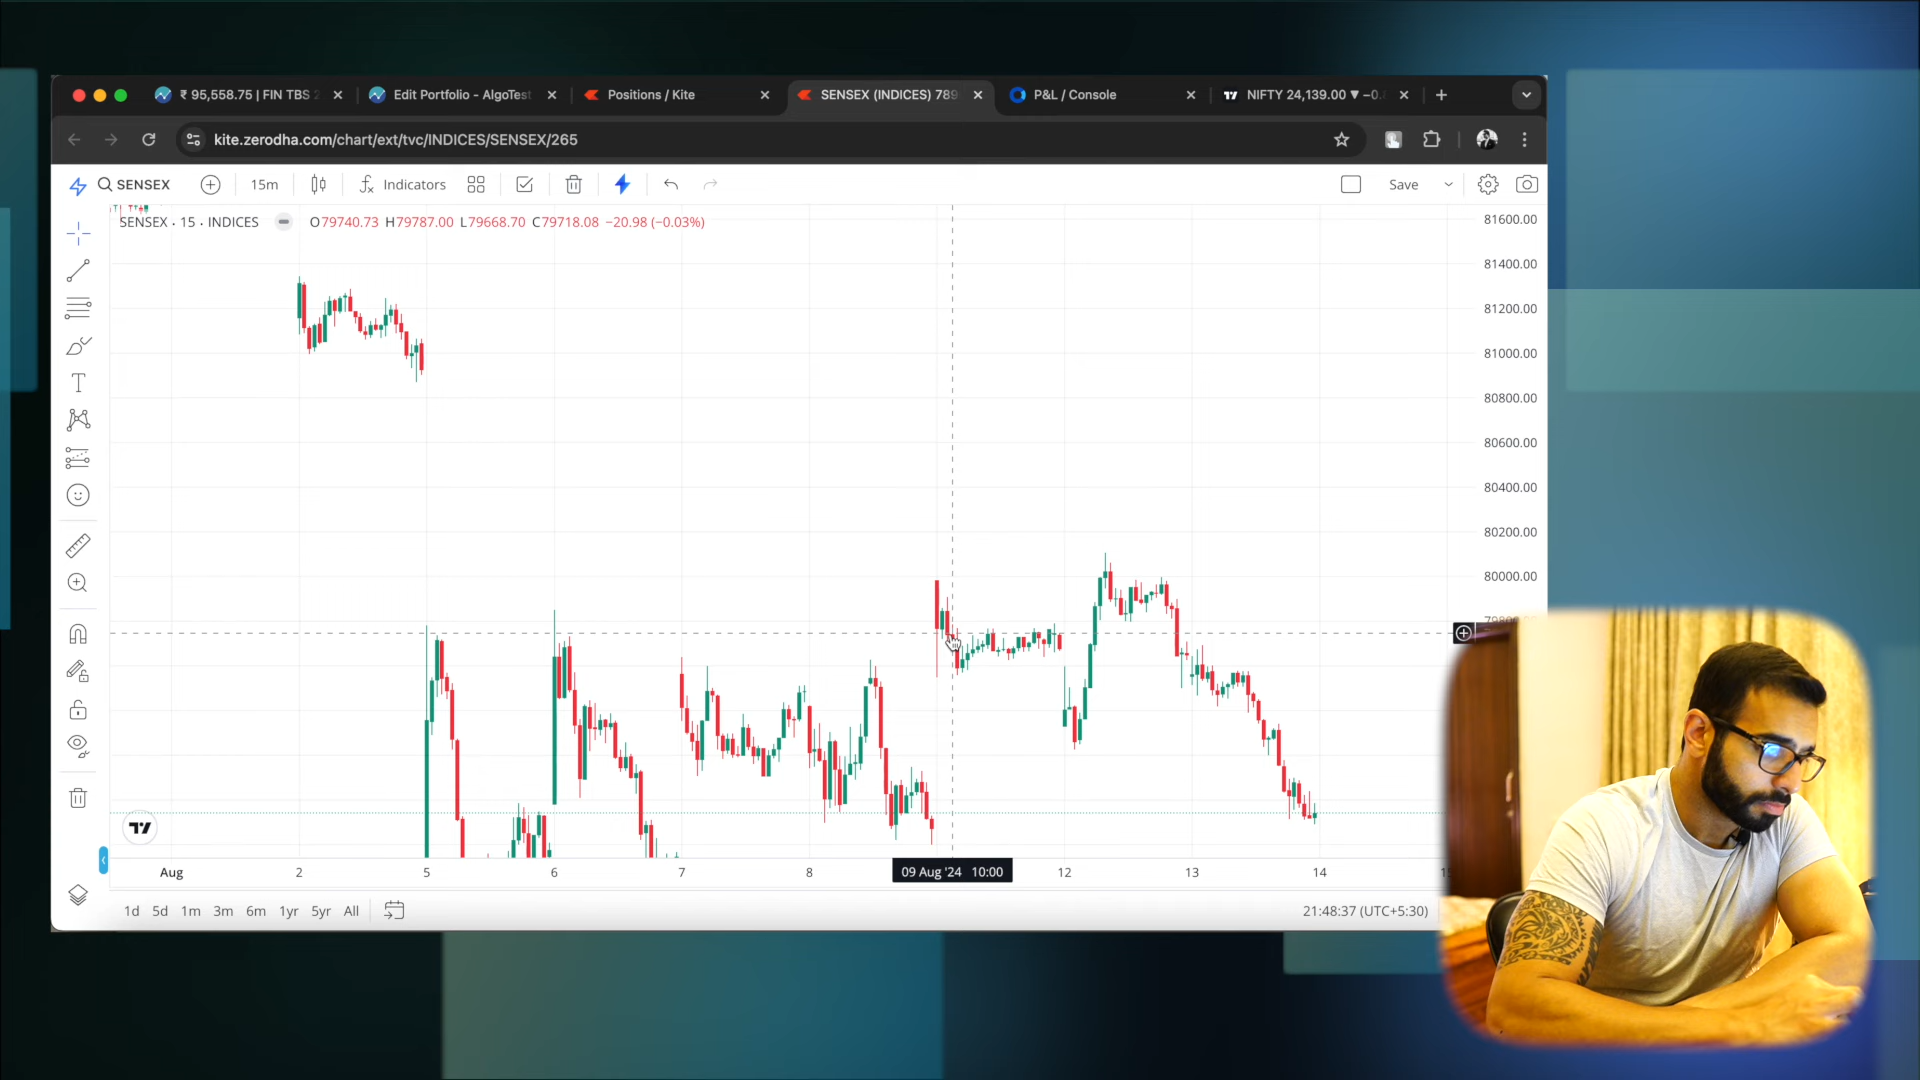 ₹ 95,558.75 | FIN TBS 2
Edit Portfolio - AlgoTest
Positions / Kite
SENSEX (INDICES) 789
P&L / Console
NIFTY 24,139.00 ▼ −0.
kite.zerodha.com/chart/ext/tvc/INDICES/SENSEX/265
SENSEX
15m
Indicators
Save
SENSEX · 15 · INDICES
O79740.73 H79787.00 L79668.70 C79718.08 −20.98 (−0.03%)
81600.00
81400.00
81200.00
81000.00
80800.00
80600.00
80400.00
80200.00
80000.00
Aug
2
5
6
7
8
09 Aug '24 10:00
12
13
14
1d
5d
1m
3m
6m
1yr
5yr
All
21:48:37 (UTC+5:30)